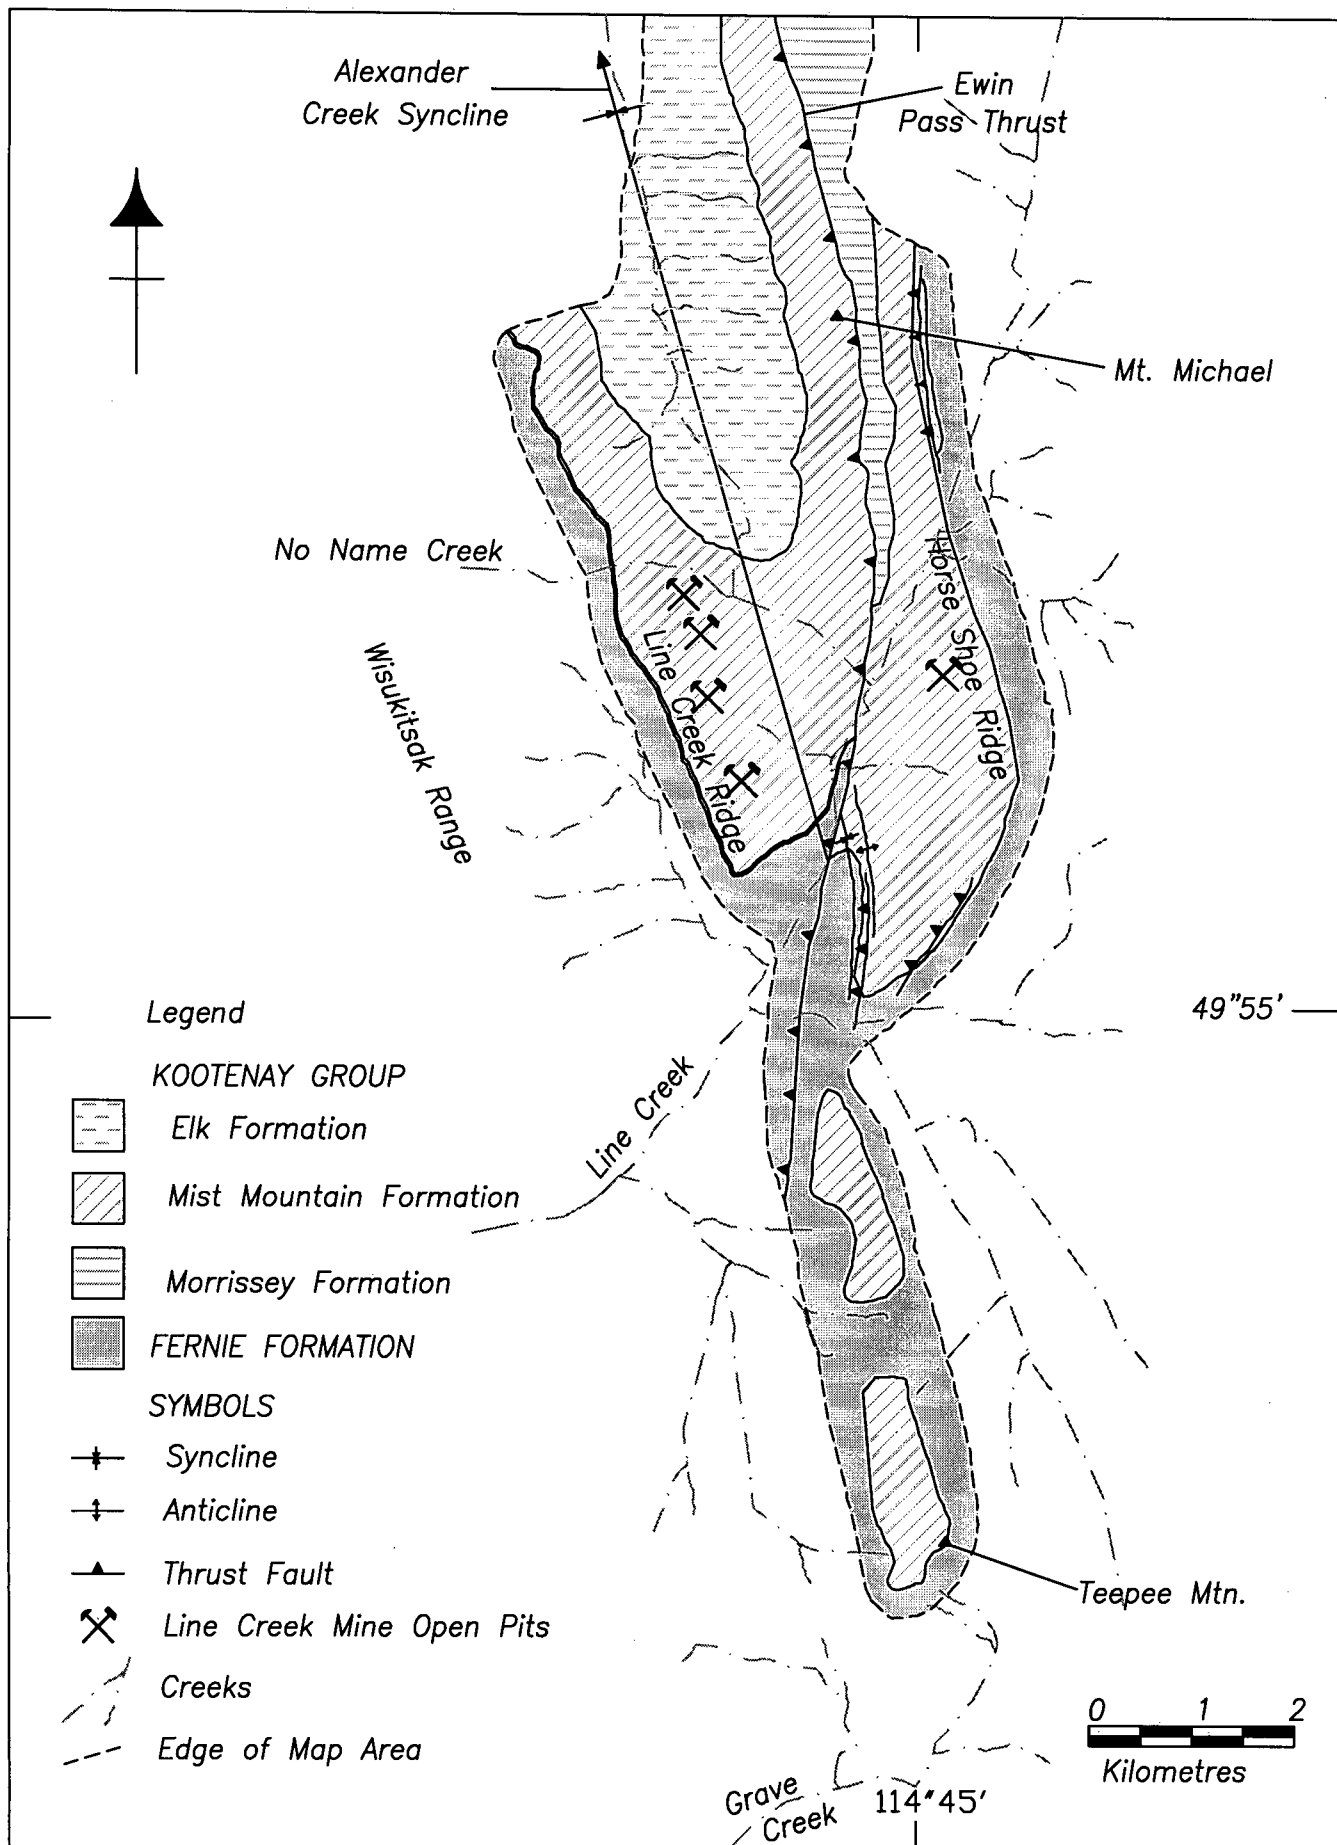 Alexander
Creek Syncline
Ewin
Pass Thrust
Mt. Michael
No Name Creek
Horse Shoe Ridge
Line Creek Ridge
Wisukitsak Range
49"55'
Line Creek
Legend
KOOTENAY GROUP
Elk Formation
Mist Mountain Formation
Morrissey Formation
FERNIE FORMATION
SYMBOLS
Syncline
Anticline
Thrust Fault
Line Creek Mine Open Pits
Creeks
Edge of Map Area
Teepee Mtn.
0 1 2
Kilometres
Grave
Creek
114"45'